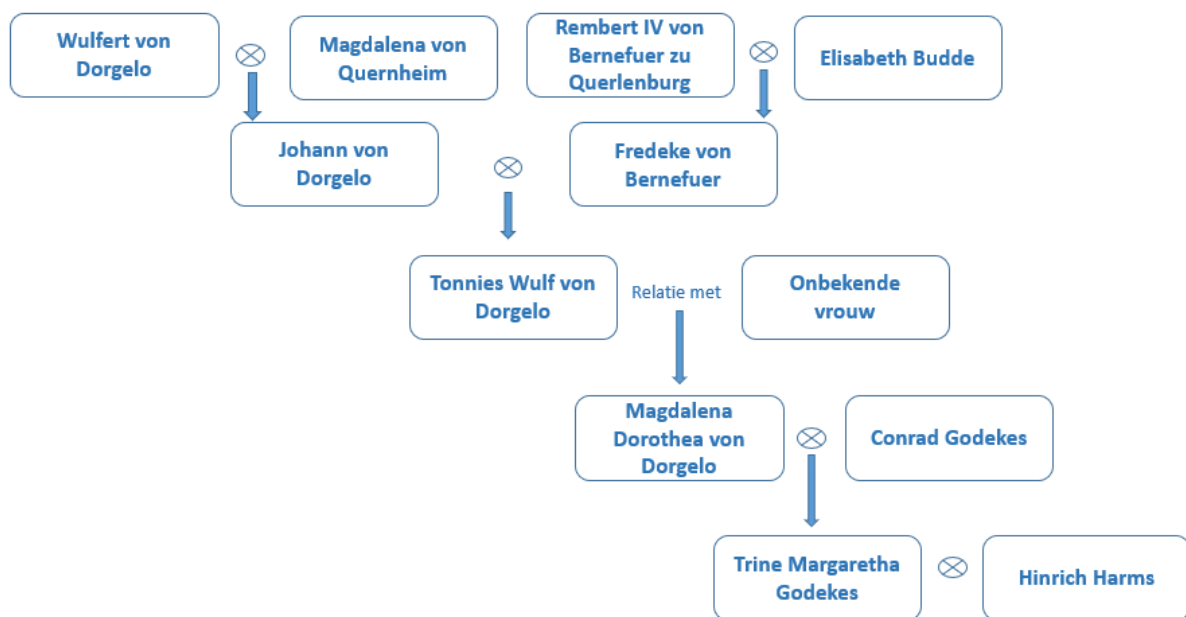 Wulfert von
Dorgelo
Magdalena von
Quernheim
Rembert IV von
Bernefuer zu
Querlenburg
Elisabeth Budde
Johann von
Dorgelo
Fredeke von
Bernefuer
Tonnies Wulf von
Dorgelo
Relatie met
Onbekende
vrouw
Magdalena
Dorothea von
Dorgelo
Conrad Godekes
Trine Margaretha
Godekes
Hinrich Harms